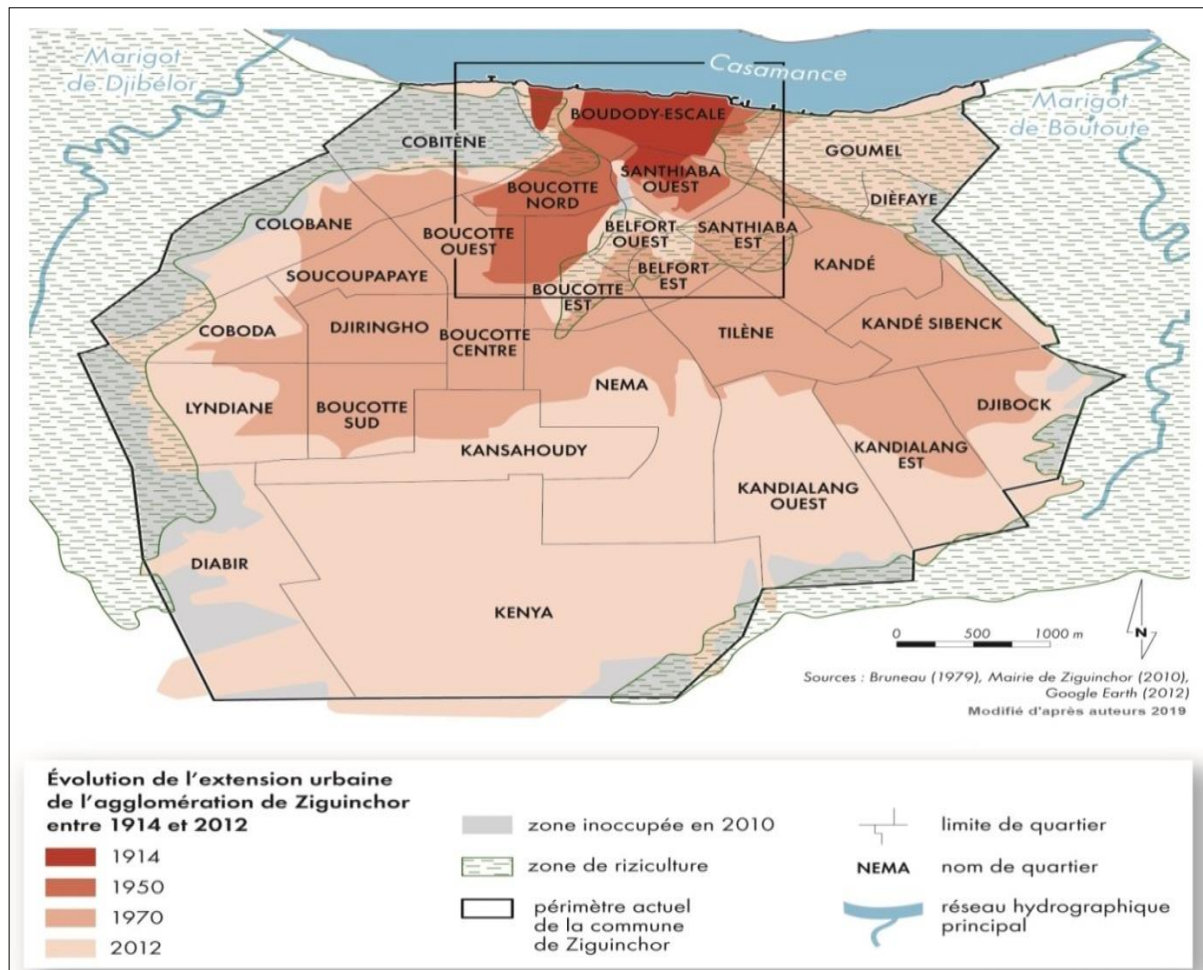 Marigot
de Djibélor
Casamance
Marigot
de Boutoute
BOUDODY-ESCALE
COBITÈNE
GOUMEL
SANTHIABA
OUEST
BOUCOTTE
NORD
DIÈFAYE
COLOBANE
BOUCOTTE
OUEST
BELFORT
OUEST
SANTHIABA
EST
SOUCOUPAPAYE
BELFORT
EST
KANDÉ
BOUCOTTE
EST
COBODA
DJIRINGHO
BOUCOTTE
CENTRE
TILÈNE
KANDÉ SIBENCK
NEMA
LYNDIANE
BOUCOTTE
SUD
DJIBOCK
KANSAHOUDY
KANDIALANG
EST
KANDIALANG
OUEST
DIABIR
KENYA
0 500 1000 m
N
Sources : Bruneau (1979), Mairie de Ziguinchor (2010),
Google Earth (2012)
Modifié d'après auteurs 2019
Évolution de l'extension urbaine
de l'agglomération de Ziguinchor
entre 1914 et 2012
1914
1950
1970
2012
zone inoccupée en 2010
zone de riziculture
périmètre actuel
de la commune
de Ziguinchor
limite de quartier
NEMA nom de quartier
réseau hydrographique
principal